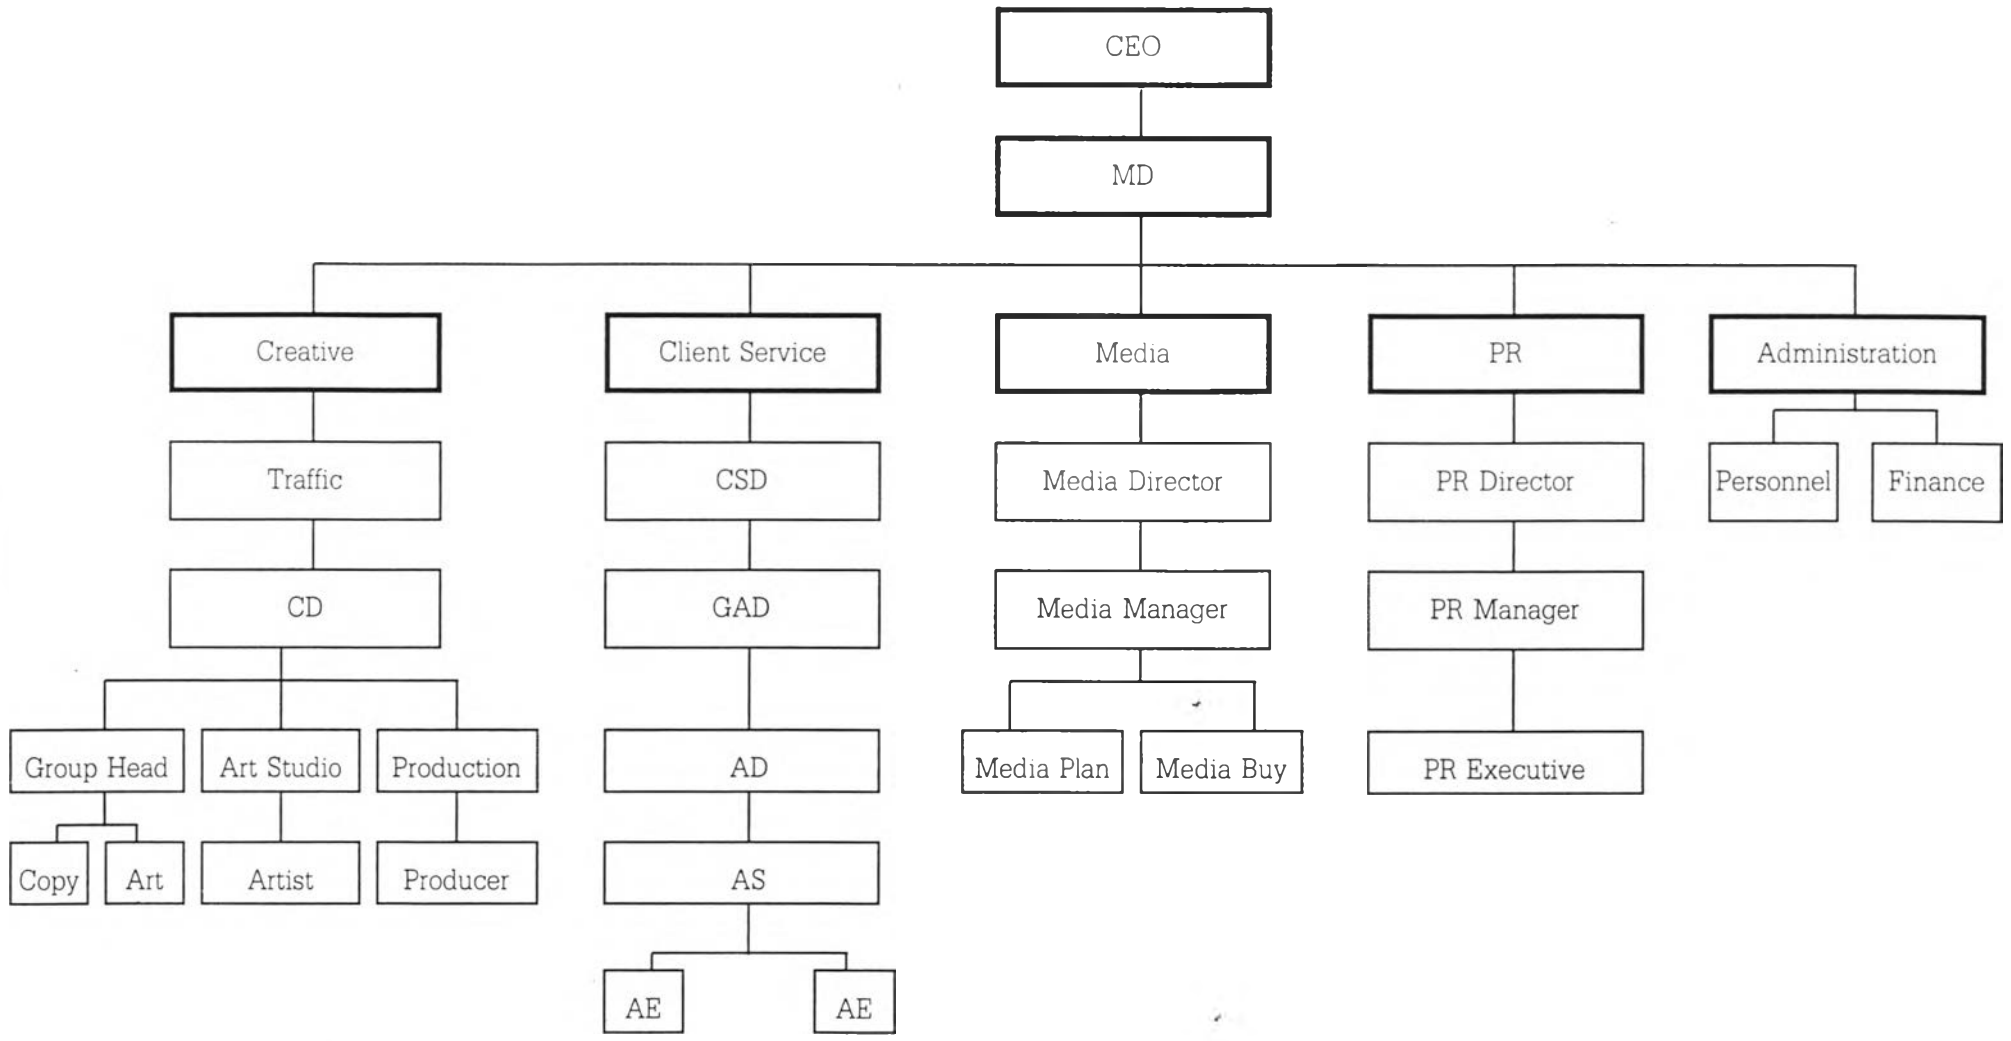 CEO
MD
Creative
Client Service
Media
PR
Administration
Traffic
CSD
Media Director
PR Director
Personnel
Finance
CD
GAD
Media Manager
PR Manager
Group Head
Art Studio
Production
AD
Media Plan
Media Buy
PR Executive
Copy
Art
Artist
Producer
AS
AE
AE